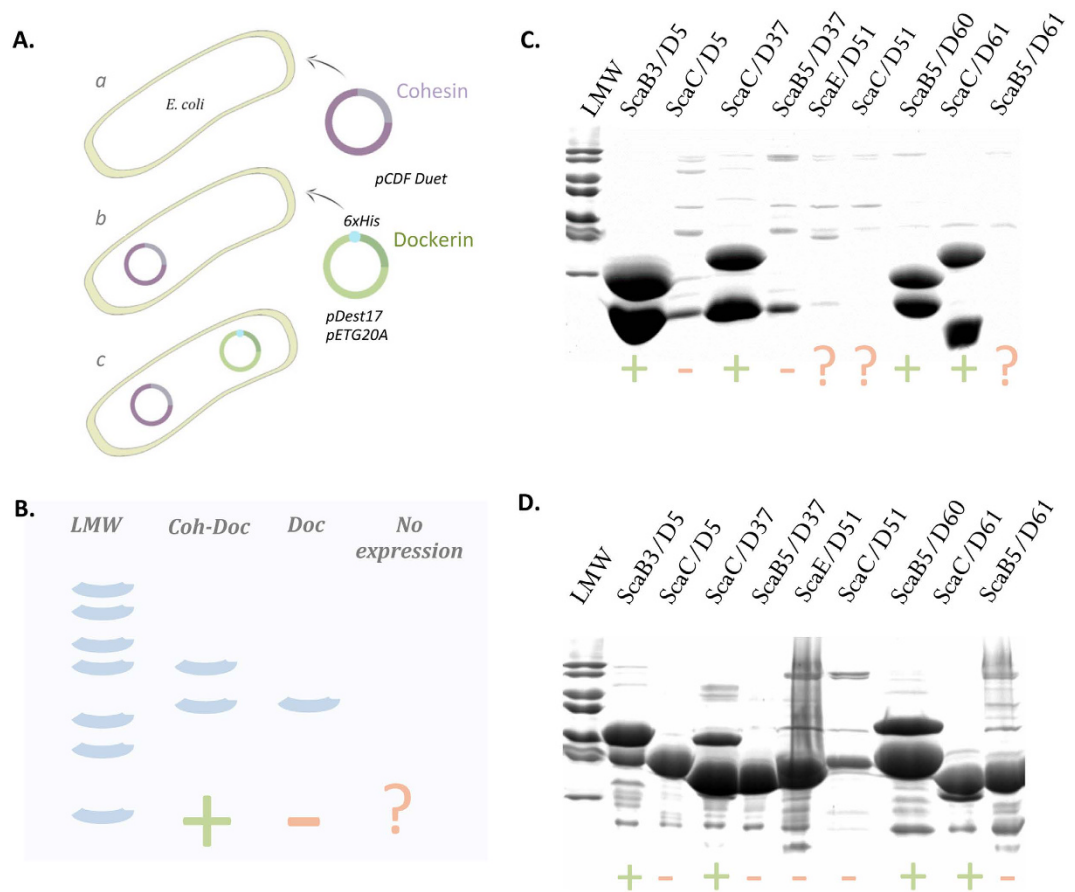 A.
a
E. coli
Cohesin
pCDF Duet
b
6xHis
Dockerin
pDest17
pETG20A
c
B.
LMW
Coh-Doc
Doc
No
expression
+
-
?
C.
LMW
ScaB3/D5
ScaC/D5
ScaC/D37
ScaB5/D37
ScaE/D51
ScaC/D51
ScaB5/D60
ScaC/D61
ScaB5/D61
+ - + - ? ? + + ?
D.
LMW
ScaB3/D5
ScaC/D5
ScaC/D37
ScaB5/D37
ScaE/D51
ScaC/D51
ScaB5/D60
ScaC/D61
ScaB5/D61
+ - + - - - + + -